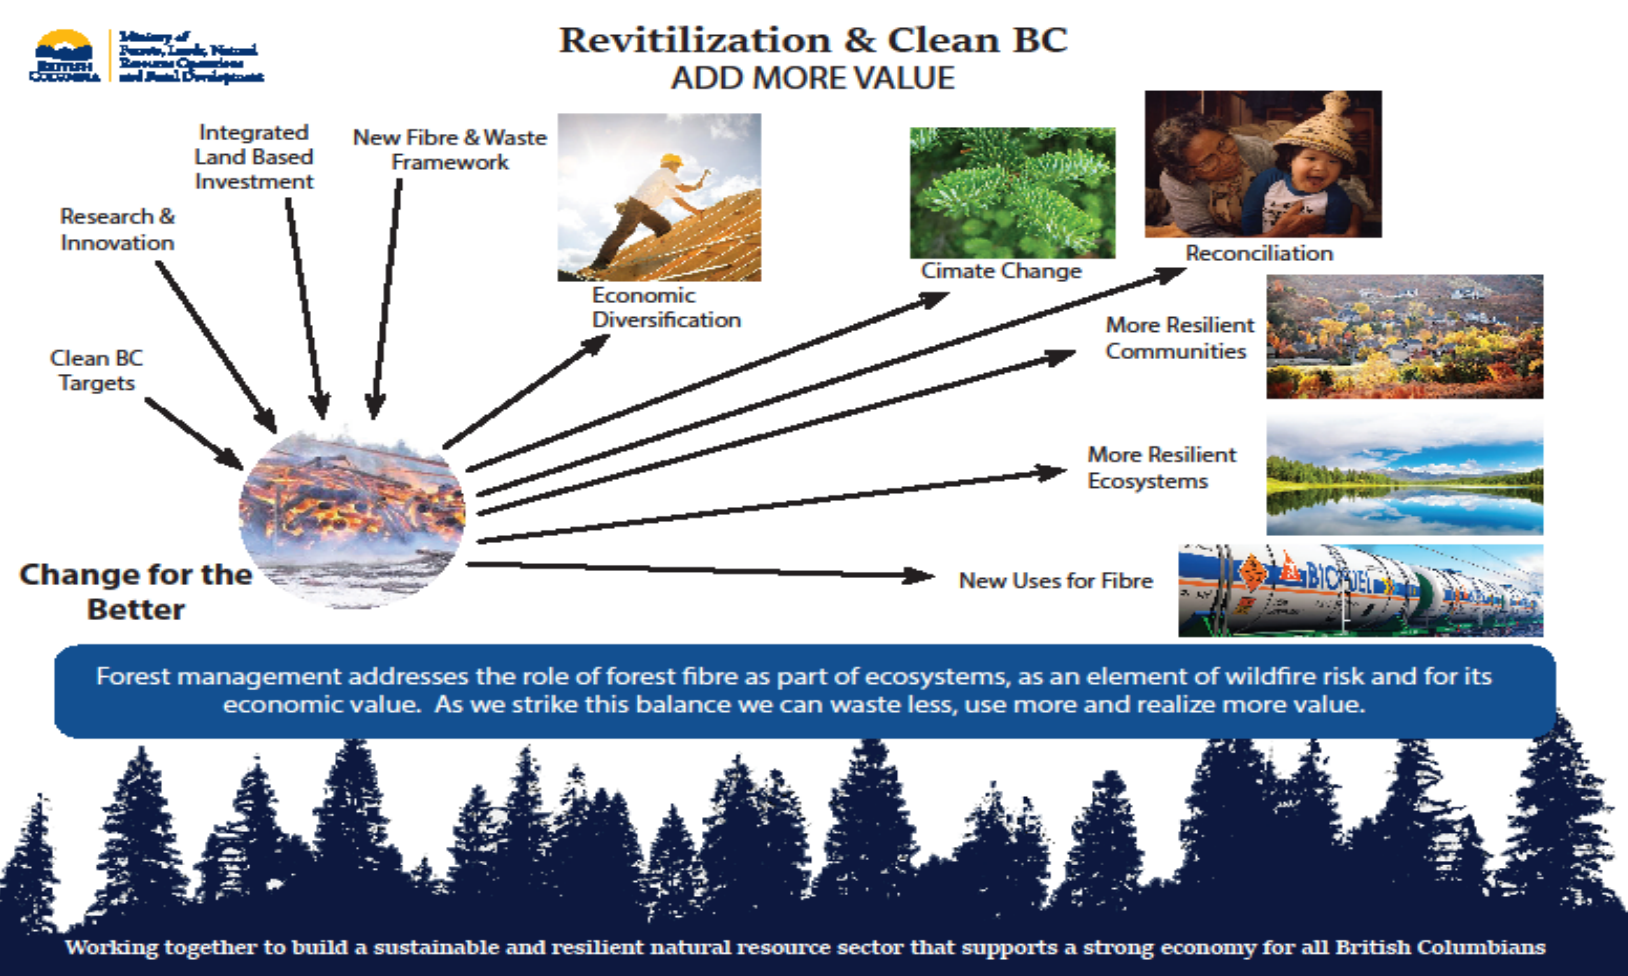 BRITISH
COLUMBIA
Ministry of
Forests, Lands, Natural
Resource Operations
and Rural Development
Revitilization & Clean BC
ADD MORE VALUE
Integrated
Land Based
Investment
New Fibre & Waste
Framework
Research &
Innovation
Clean BC
Targets
Economic
Diversification
Cimate Change
Reconciliation
More Resilient
Communities
More Resilient
Ecosystems
New Uses for Fibre
BIOFUEL
Change for the
Better
Forest management addresses the role of forest fibre as part of ecosystems, as an element of wildfire risk and for its
economic value. As we strike this balance we can waste less, use more and realize more value.
Working together to build a sustainable and resilient natural resource sector that supports a strong economy for all British Columbians